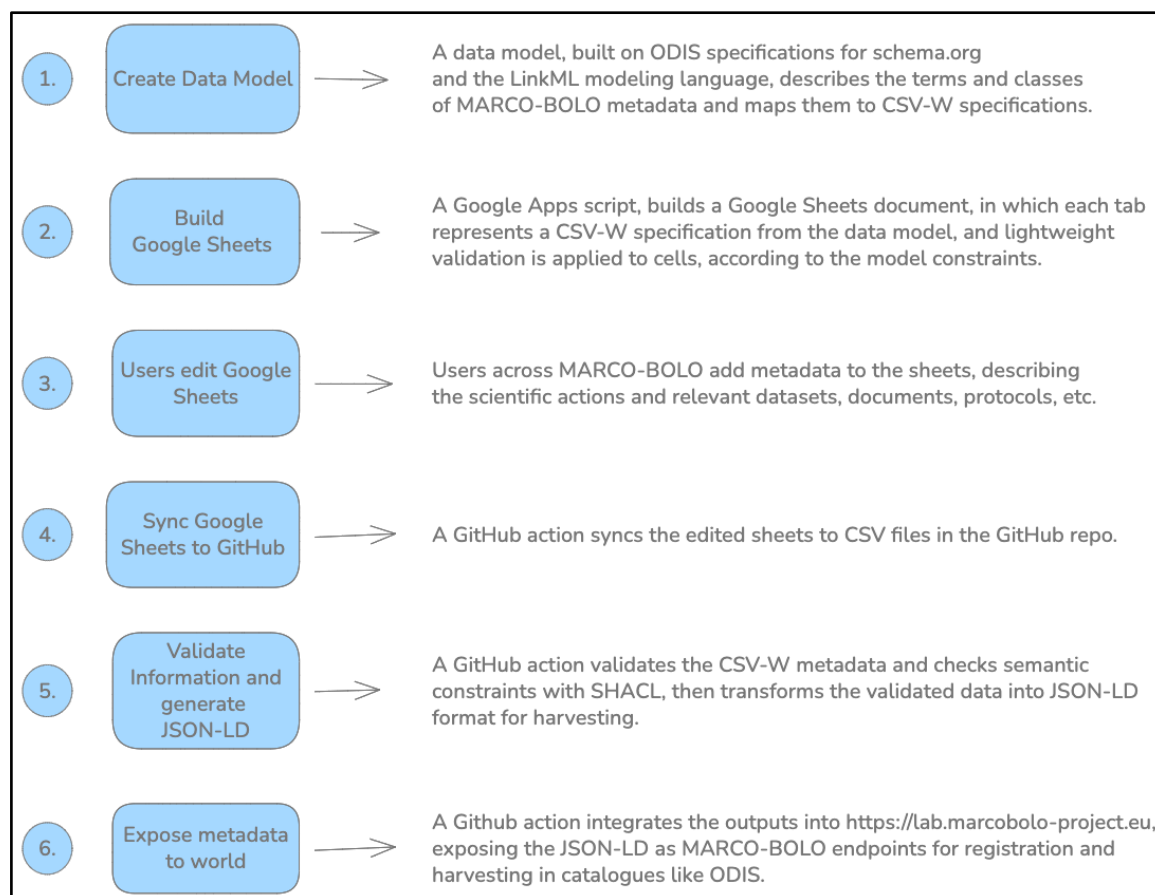 1.
Create Data Model
A data model, built on ODIS specifications for schema.org
and the LinkML modeling language, describes the terms and classes
of MARCO-BOLO metadata and maps them to CSV-W specifications.
2.
Build
Google Sheets
A Google Apps script, builds a Google Sheets document, in which each tab
represents a CSV-W specification from the data model, and lightweight
validation is applied to cells, according to the model constraints.
3.
Users edit Google
Sheets
Users across MARCO-BOLO add metadata to the sheets, describing
the scientific actions and relevant datasets, documents, protocols, etc.
4.
Sync Google
Sheets to GitHub
A GitHub action syncs the edited sheets to CSV files in the GitHub repo.
5.
Validate
Information and
generate
JSON-LD
A GitHub action validates the CSV-W metadata and checks semantic
constraints with SHACL, then transforms the validated data into JSON-LD
format for harvesting.
6.
Expose metadata
to world
A Github action integrates the outputs into https://lab.marcobolo-project.eu,
exposing the JSON-LD as MARCO-BOLO endpoints for registration and
harvesting in catalogues like ODIS.